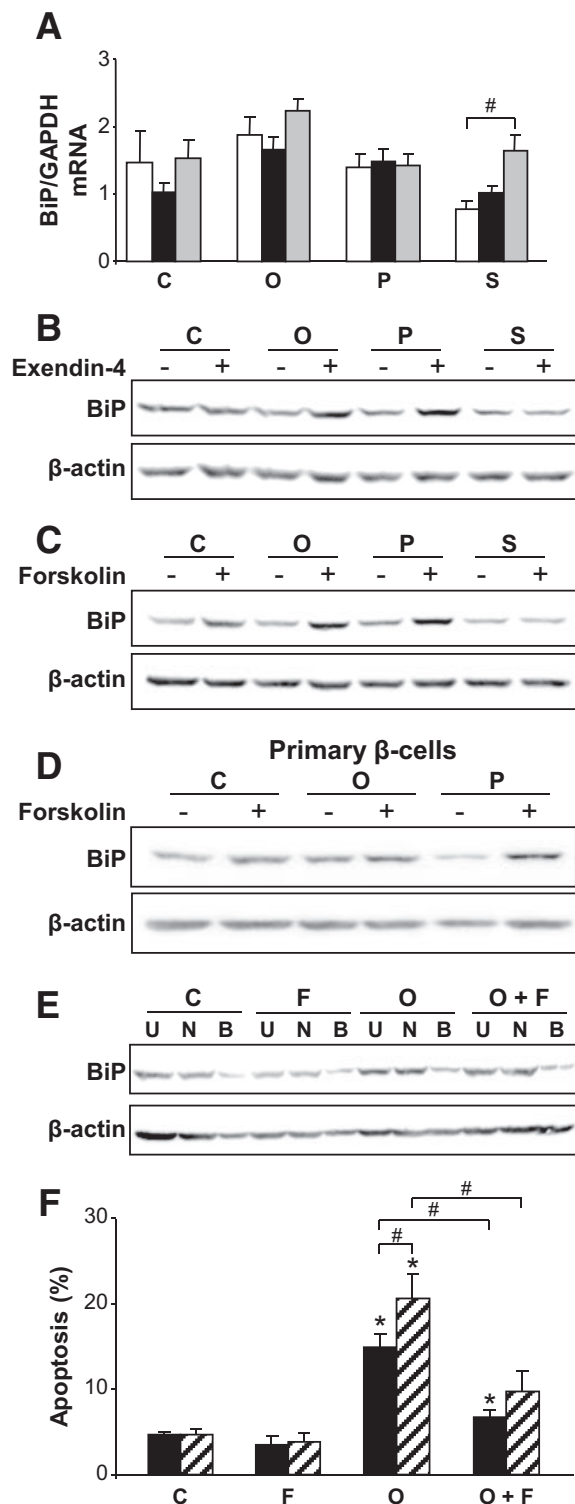 A
3
2
1
0
BiP/GAPDH
mRNA
#
C O P S
B
C O P S
Exendin-4 - + - + - + - +
BiP
β-actin
C
C O P S
Forskolin - + - + - + - +
BiP
β-actin
Primary β-cells
D
C O P
Forskolin - + - + - +
BiP
β-actin
E
C F O O + F
U N B U N B U N B U N B
BiP
β-actin
F
30
20
10
0
Apoptosis (%)
#
#
#
*
*
*
C F O O + F